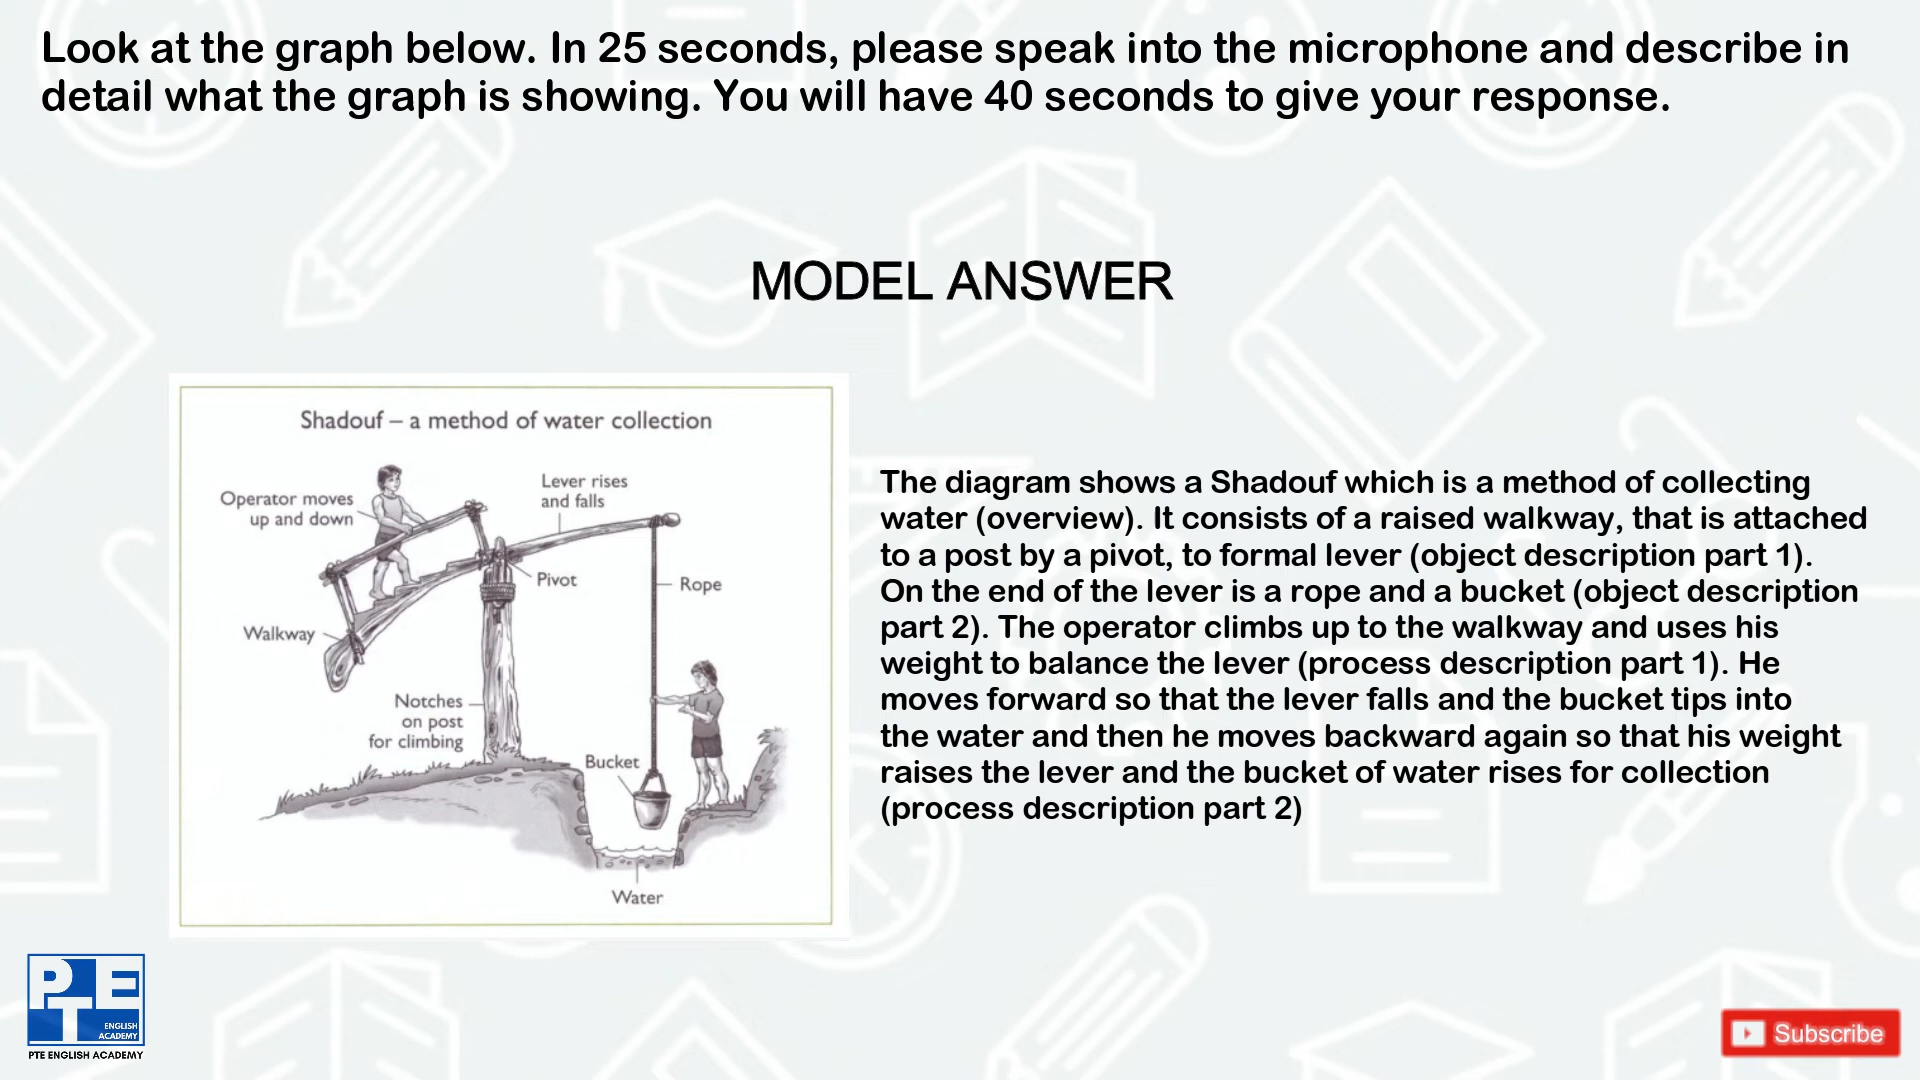 Look at the graph below. In 25 seconds, please speak into the microphone and describe in
detail what the graph is showing. You will have 40 seconds to give your response.
MODEL ANSWER
Shadouf – a method of water collection
Operator moves
up and down
Lever rises
and falls
Pivot
Rope
Walkway
Notches
on post
for climbing
Bucket
Water
The diagram shows a Shadouf which is a method of collecting
water (overview). It consists of a raised walkway, that is attached
to a post by a pivot, to formal lever (object description part 1).
On the end of the lever is a rope and a bucket (object description
part 2). The operator climbs up to the walkway and uses his
weight to balance the lever (process description part 1). He
moves forward so that the lever falls and the bucket tips into
the water and then he moves backward again so that his weight
raises the lever and the bucket of water rises for collection
(process description part 2)
PTE
ENGLISH
ACADEMY
PTE ENGLISH ACADEMY
Subscribe